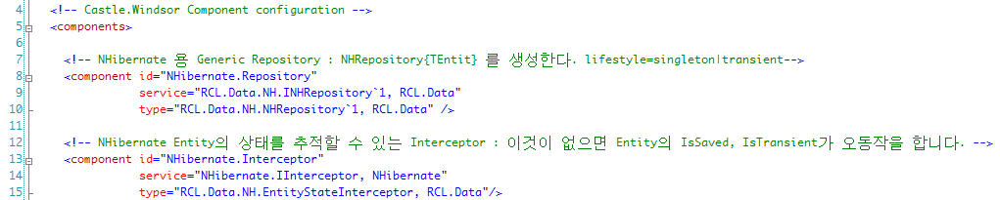 4 <!-- Castle.Windsor Component configuration -->
5 <components>
6
7 <!-- NHibernate 용 Generic Repository : NHRepository{TEntit} 를 생성한다. lifestyle=singleton|transient-->
8 <component id="NHibernate.Repository"
9 service="RCL.Data.NH.INHRepository`1, RCL.Data"
10 type="RCL.Data.NH.NHRepository`1, RCL.Data" />
11
12 <!-- NHibernate Entity의 상태를 추적할 수 있는 Interceptor : 이것이 없으면 Entity의 IsSaved, IsTransient가 오동작을 합니다. -->
13 <component id="NHibernate.Interceptor"
14 service="NHibernate.IInterceptor, NHibernate"
15 type="RCL.Data.NH.EntityStateInterceptor, RCL.Data"/>